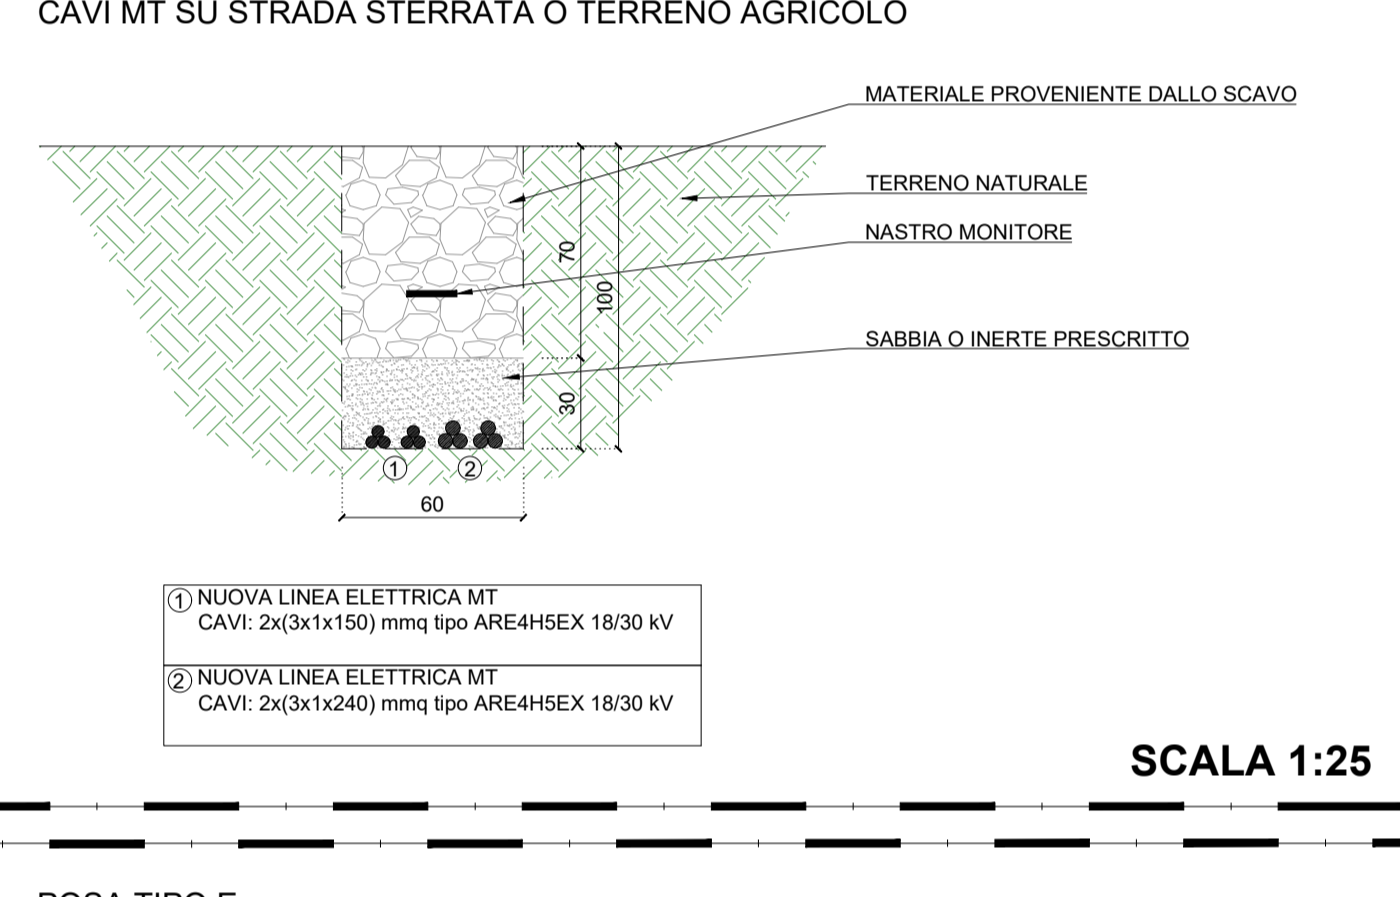 CAVI MT SU STRADA STERRATA O TERRENO AGRICOLO
MATERIALE PROVENIENTE DALLO SCAVO
TERRENO NATURALE
NASTRO MONITORE
SABBIA O INERTE PRESCRITTO
70
100
30
1 2
60
1 NUOVA LINEA ELETTRICA MT
CAVI: 2x(3x1x150) mmq tipo ARE4H5EX 18/30 kV
2 NUOVA LINEA ELETTRICA MT
CAVI: 2x(3x1x240) mmq tipo ARE4H5EX 18/30 kV
SCALA 1:25